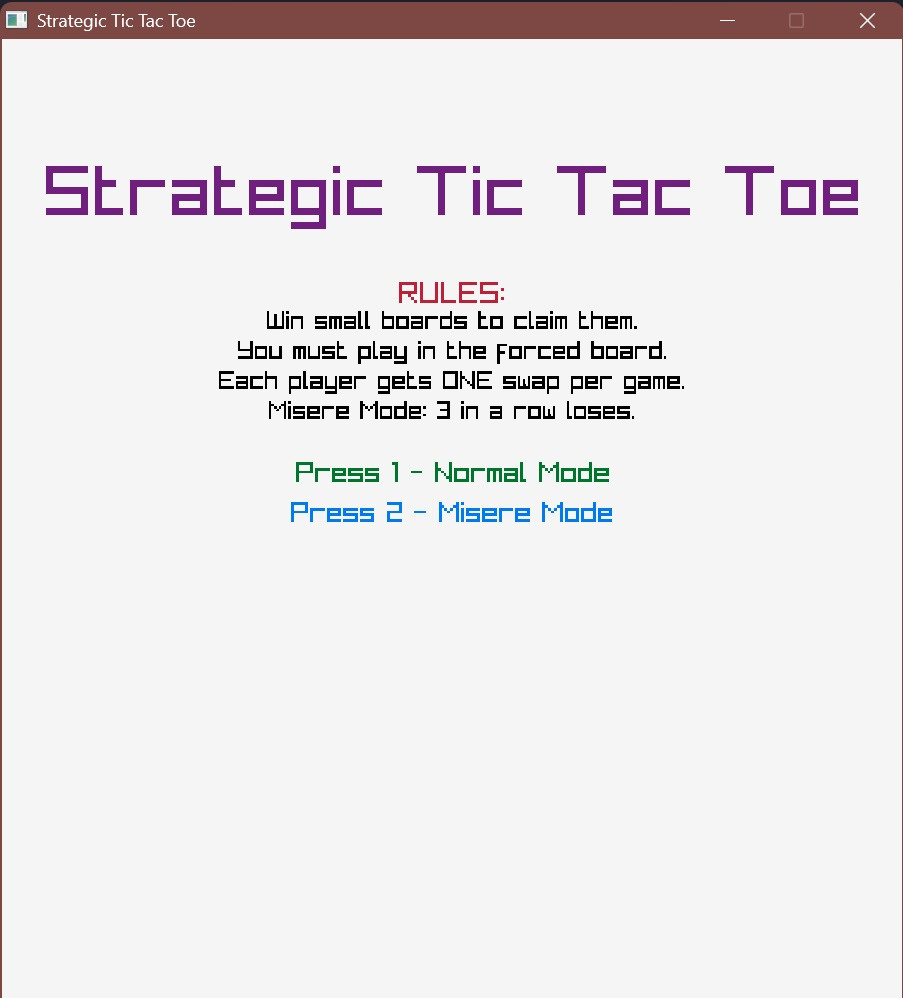 Strategic Tic Tac Toe
Strategic Tic Tac Toe
RULES:
Win small boards to claim them.
You must play in the forced board.
Each player gets ONE swap per game.
Misere Mode: 3 in a row loses.
Press 1 - Normal Mode
Press 2 - Misere Mode